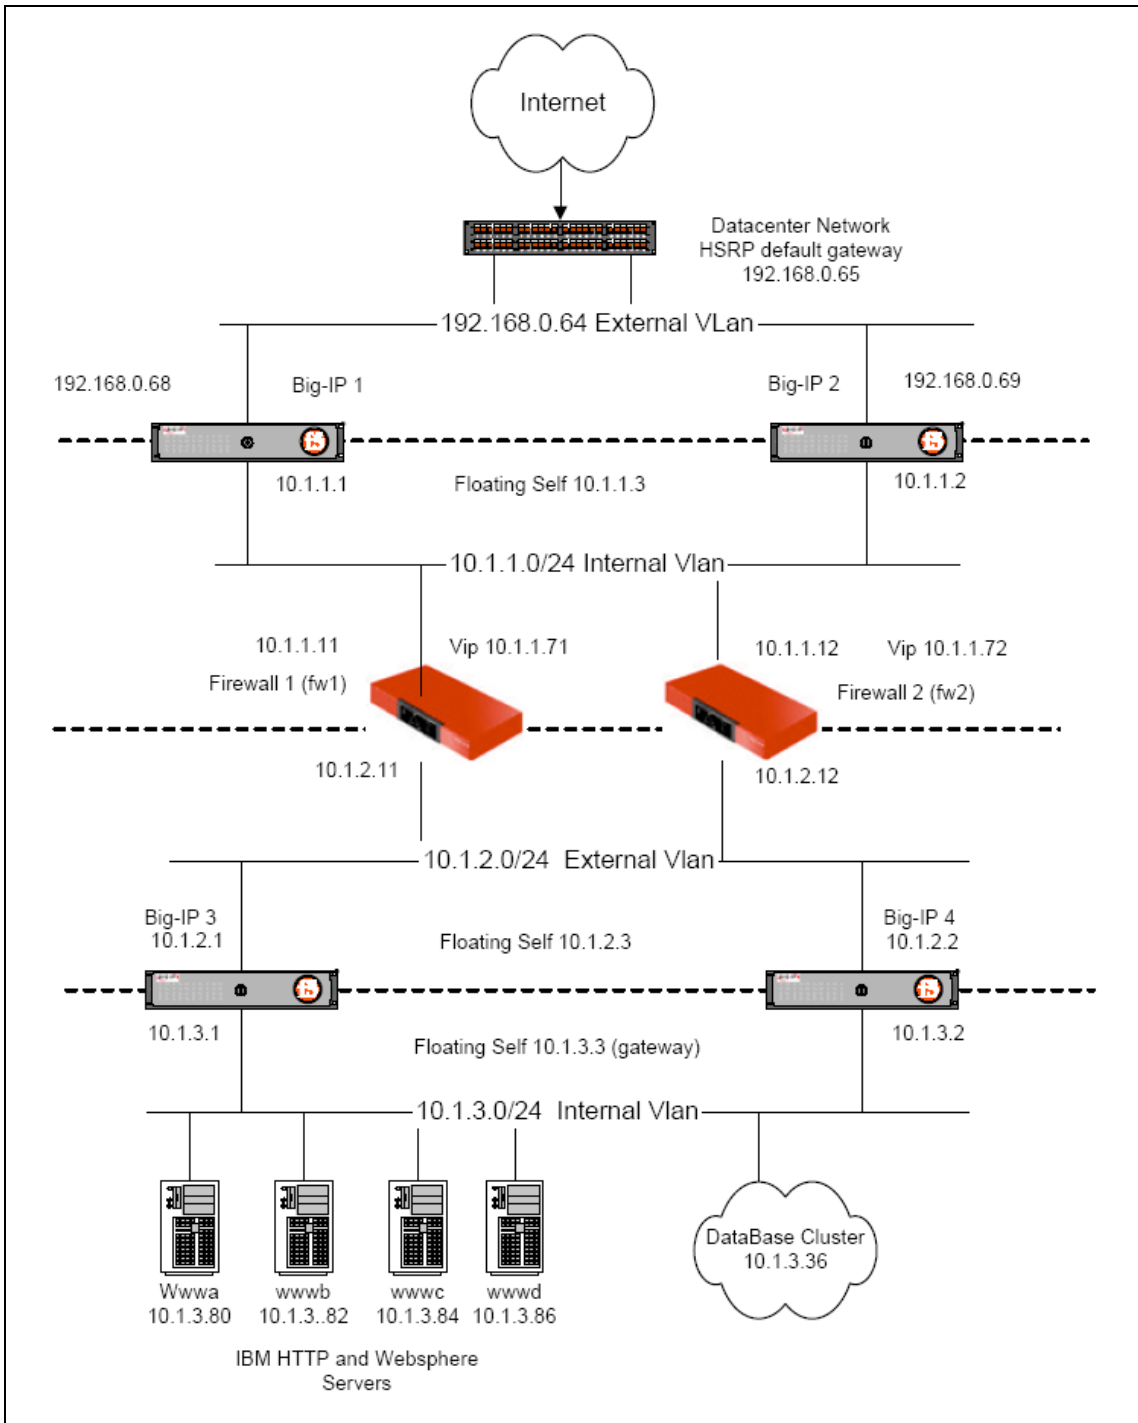 Internet
Datacenter Network
HSRP default gateway
192.168.0.65
192.168.0.64 External VLan
192.168.0.68
Big-IP 1
Big-IP 2
192.168.0.69
10.1.1.1
Floating Self 10.1.1.3
10.1.1.2
10.1.1.0/24 Internal Vlan
10.1.1.11
Vip 10.1.1.71
10.1.1.12
Vip 10.1.1.72
Firewall 1 (fw1)
Firewall 2 (fw2)
10.1.2.11
10.1.2.12
10.1.2.0/24 External Vlan
Big-IP 3
10.1.2.1
Floating Self 10.1.2.3
Big-IP 4
10.1.2.2
10.1.3.1
Floating Self 10.1.3.3 (gateway)
10.1.3.2
10.1.3.0/24 Internal Vlan
Wwwa
10.1.3.80
wwwb
10.1.3..82
wwwc
10.1.3.84
wwwd
10.1.3.86
DataBase Cluster
10.1.3.36
IBM HTTP and Websphere
Servers